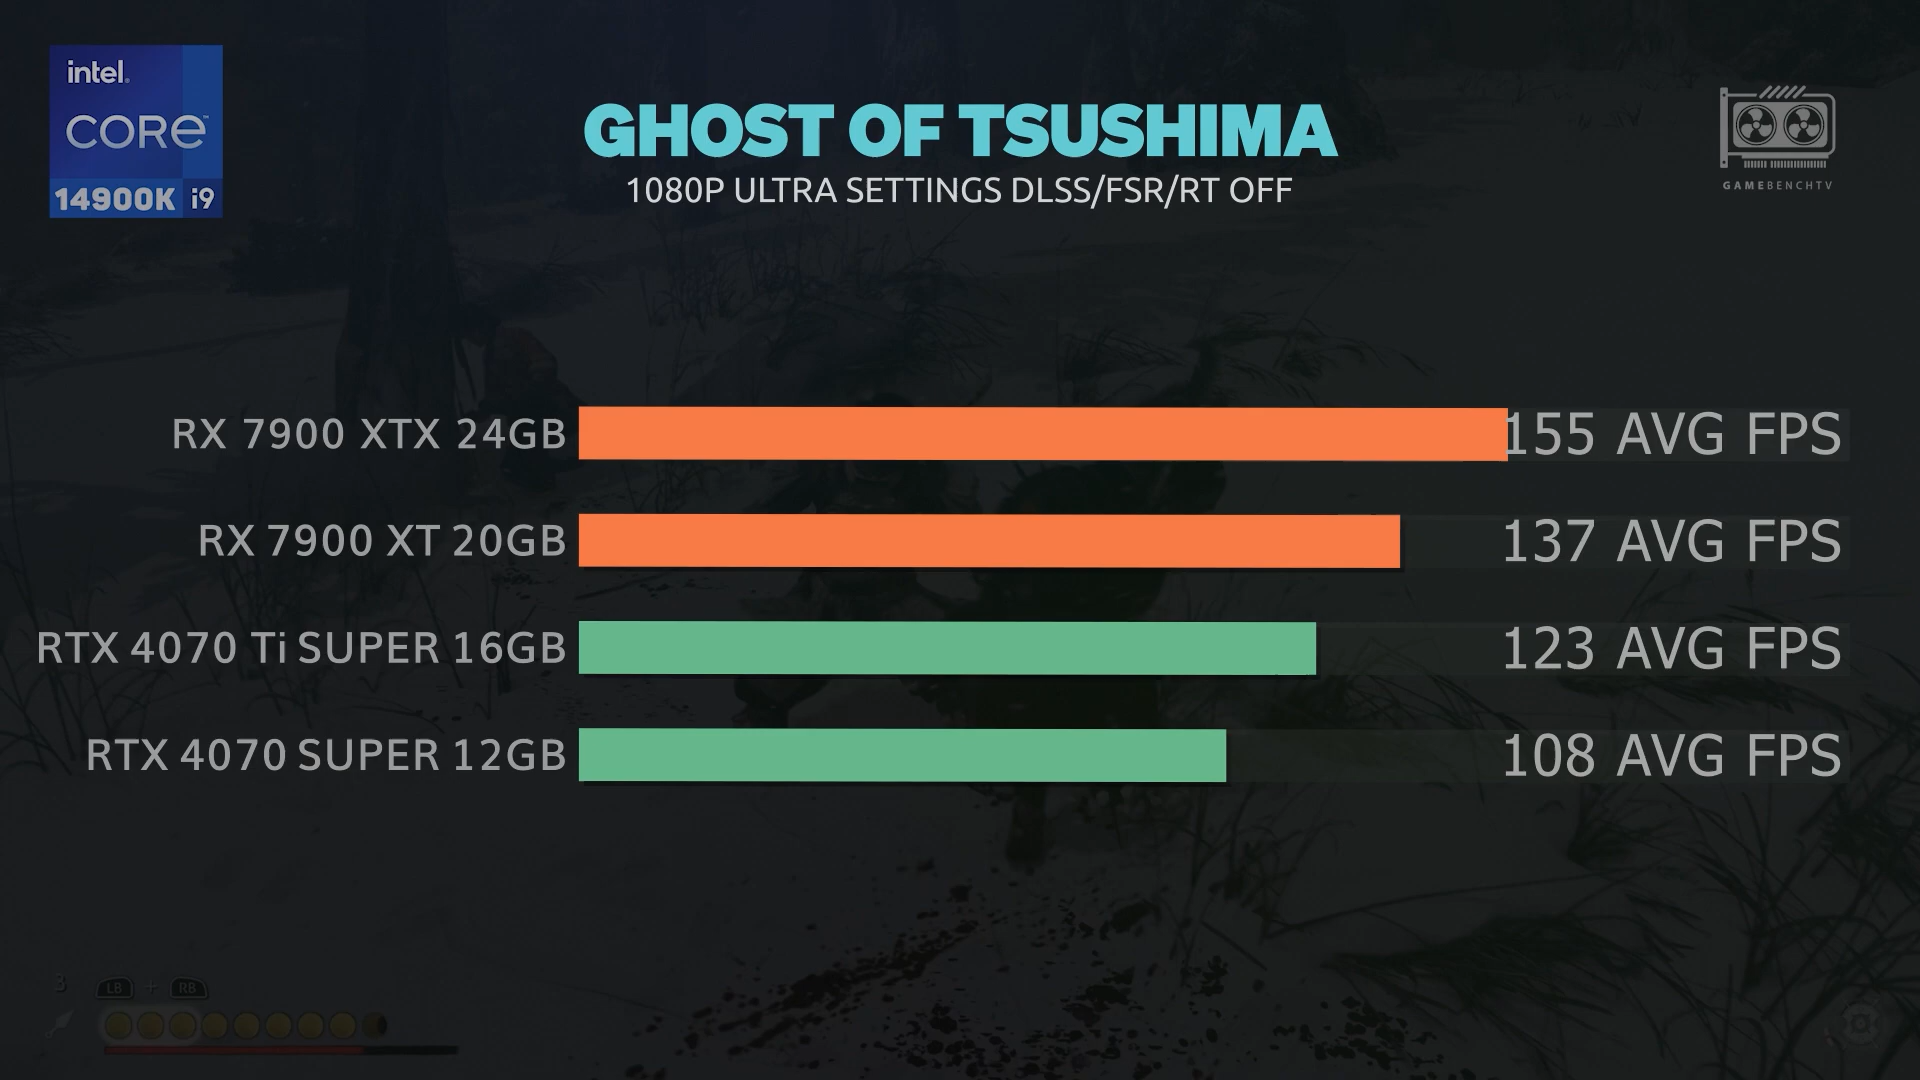 intel.
CORE™
14900K i9
GHOST OF TSUSHIMA
1080P ULTRA SETTINGS DLSS/FSR/RT OFF
GAMEBENCHTV
RX 7900 XTX 24GB 155 AVG FPS
RX 7900 XT 20GB 137 AVG FPS
RTX 4070 Ti SUPER 16GB 123 AVG FPS
RTX 4070 SUPER 12GB 108 AVG FPS
3 LB + RB